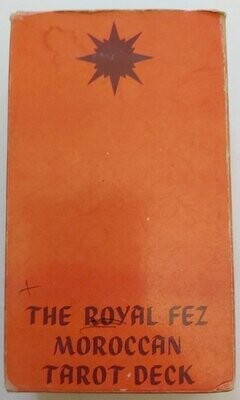 THE ROYAL FEZ
MOROCCAN
TAROT DECK